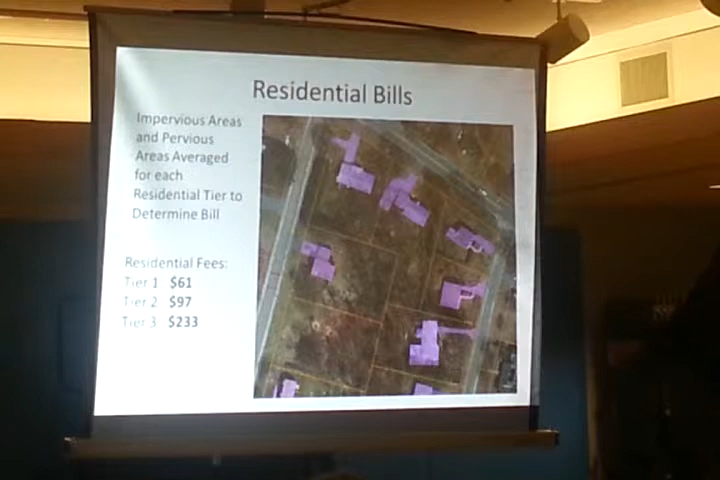 Residential Bills
Impervious Areas
and Pervious
Areas Averaged
for each
Residential Tier to
Determine Bill
Residential Fees:
Tier 1 $61
Tier 2 $97
Tier 3 $233